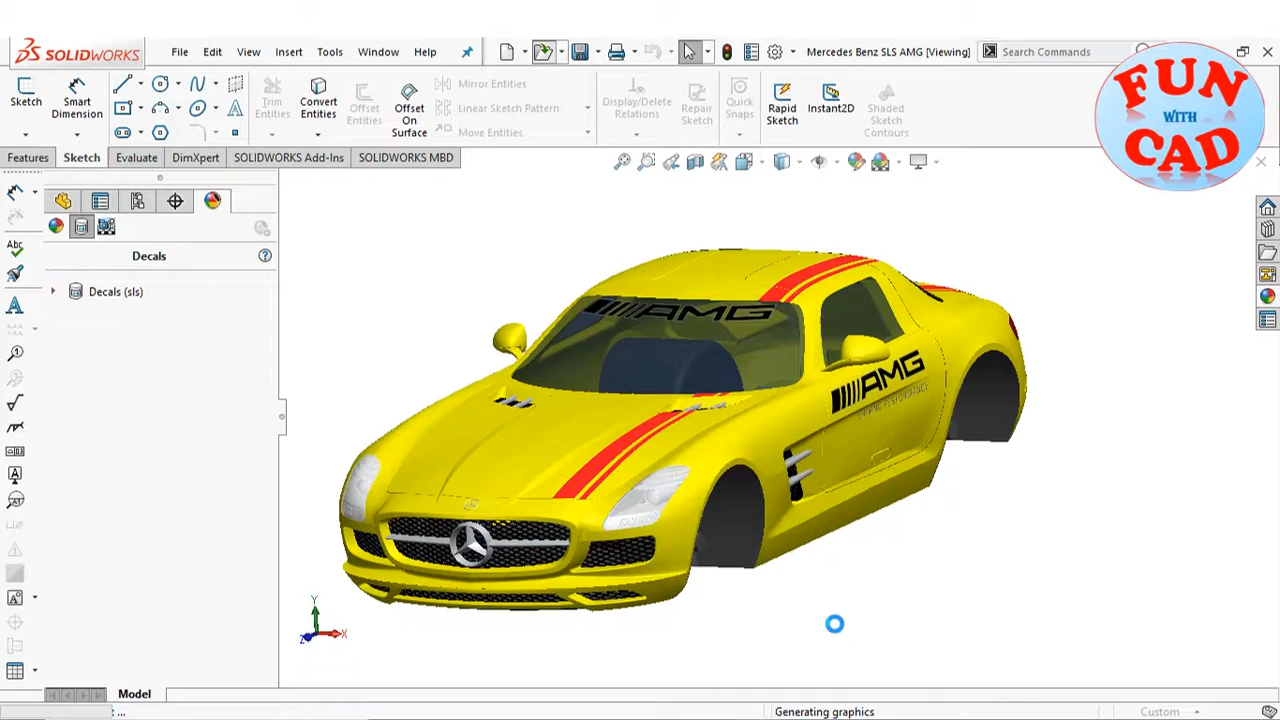 SOLIDWORKS
File Edit View Insert Tools Window Help
Mercedes Benz SLS AMG [Viewing]
Search Commands
FUN
WITH
CAD
Sketch
Smart Dimension
Trim Entities
Convert Entities
Offset Entities
Offset On Surface
Mirror Entities
Linear Sketch Pattern
Move Entities
Display/Delete Relations
Repair Sketch
Quick Snaps
Rapid Sketch
Instant2D
Shaded Sketch Contours
Features Sketch Evaluate DimXpert SOLIDWORKS Add-Ins SOLIDWORKS MBD
Decals
Decals (sls)
Abc
AMG
AMG
DRIVING PERFORMANCE
Y
X
Z
Model
: ...
Generating graphics
Custom